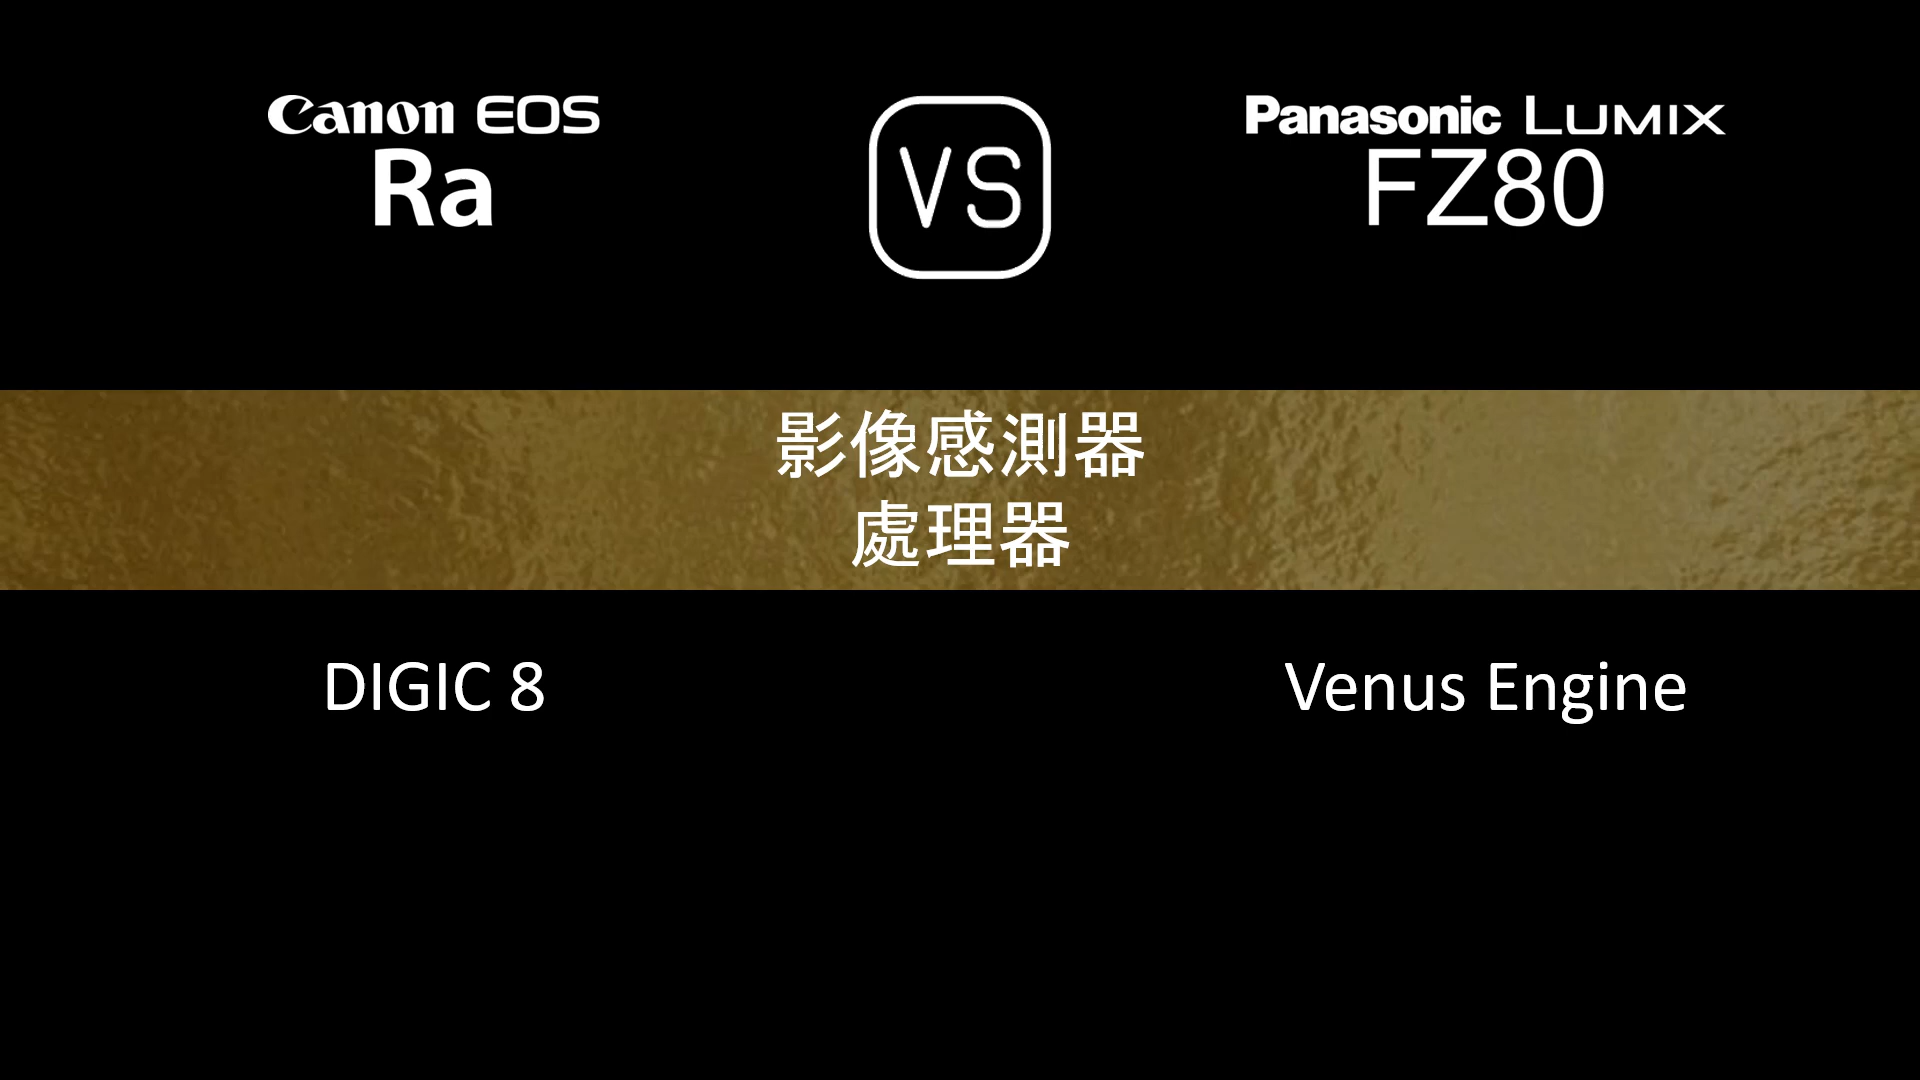 Canon EOS
Ra
VS
Panasonic LUMIX
FZ80
影像感測器
處理器
DIGIC 8
Venus Engine